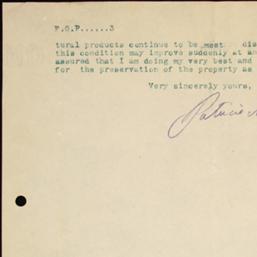 F.G.P......3
tural products continue to be most dis
this condition may improve suddenly at an
assured that I am doing my very best and
for the preservation of the property as
Very sincerely yours,
Patricio